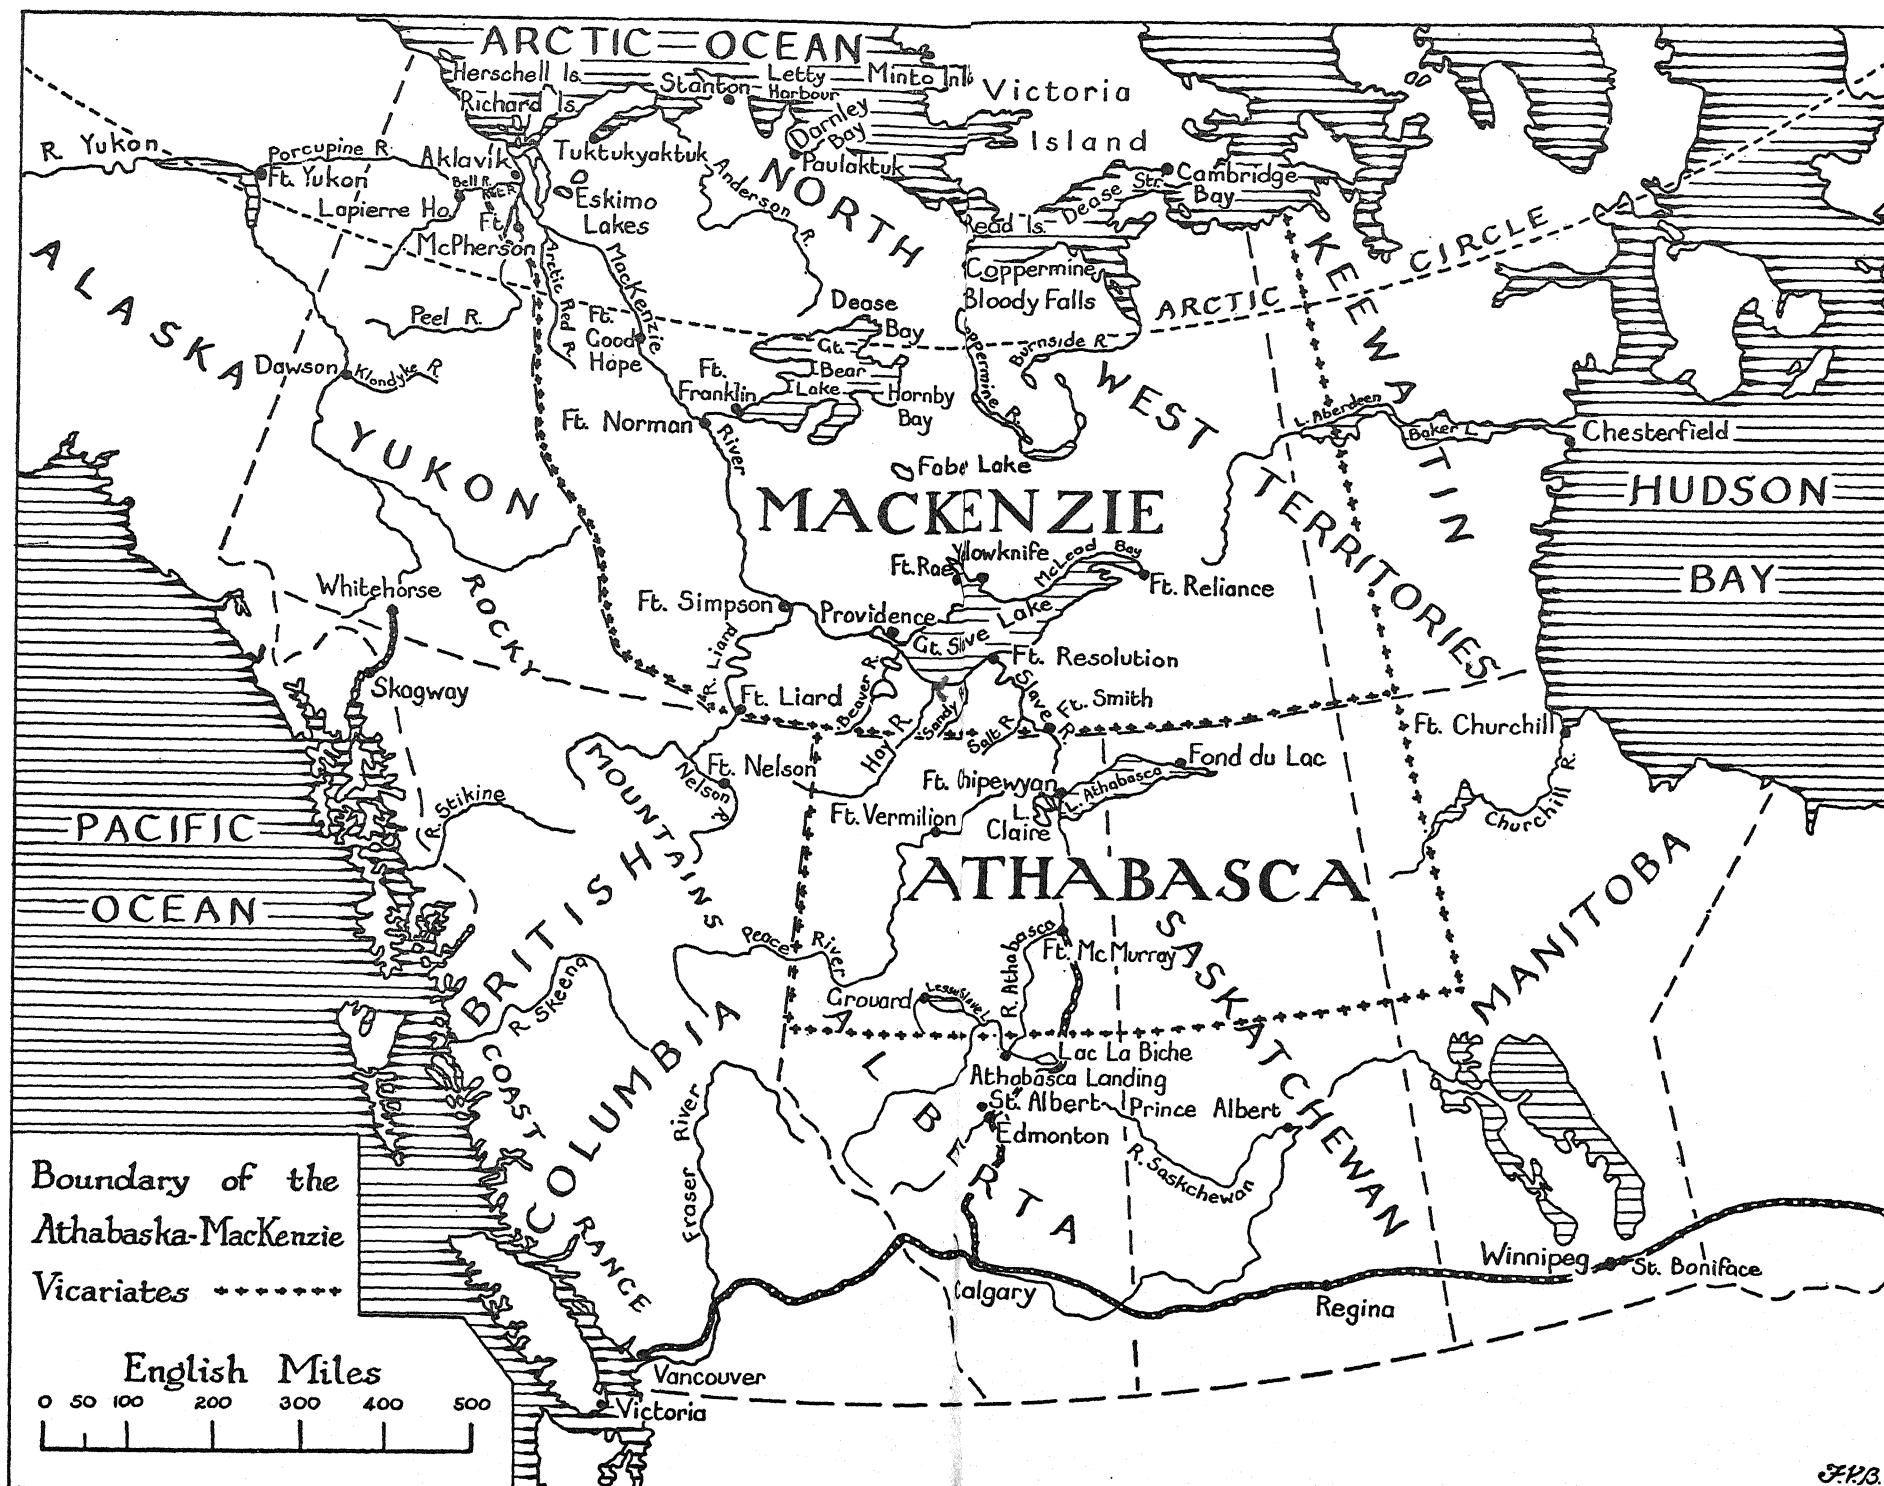 ARCTIC OCEAN
Herschell Is.
Richard Is.
Stanton
Letty
Harbour
Minto Inl
Victoria
Island
Darnley
Bay
R. Yukon
Porcupine R.
Ft. Yukon
Aklavik
Bell R.
Rat R.
Tuktukyaktuk
Paulaktuk
Anderson R.
NORTH
Lapierre Ho.
Eskimo
Lakes
Ft.
McPherson
Dease Str.
Cambridge
Bay
Read Is.
Coppermine
Bloody Falls
KEEWATIN
ARCTIC CIRCLE
ALASKA
Arctic Red R.
MacKenzie
River
Peel R.
Ft.
Good
Hope
Dease
Bay
Gt.
Bear
Lake
Hornby
Bay
Burnside R.
Coppermine R.
WEST
Dawson
Klondyke R.
Ft.
Franklin
Ft. Norman
L. Aberdeen
Baker L.
Chesterfield
YUKON
Fabe Lake
MACKENZIE
TERRITORIES
HUDSON
BAY
Whitehorse
ROCKY
Ft. Rae
Yllowknife
McLeod Bay
Ft. Reliance
Ft. Simpson
Providence
Gt. Slve Lake
Ft. Resolution
Skagway
R. Liard
Ft. Liard
Beaver R.
Hay R.
Sandy R.
Salt R.
Slave R.
Ft. Smith
Ft. Churchill
MOUNTAINS
Nelson R.
Ft. Nelson
Ft. Chipewyan
Fond du Lac
L. Athabasca
R. Stikine
Ft. Vermilion
L.
Claire
Churchill R.
PACIFIC
OCEAN
BRITISH
ATHABASCA
MANITOBA
Peace River
R. Athabasca
Ft. McMurray
SASKATCHEWAN
R. Skeena
Grouard
Lesser Slave L.
COLUMBIA
ALBERTA
Lac La Biche
Athabasca Landing
St. Albert
Prince Albert
Edmonton
R. Saskchewan
COAST
RANGE
Fraser River
Winnipeg
St. Boniface
Calgary
Regina
Vancouver
Victoria
Boundary of the
Athabaska-MacKenzie
Vicariates
English Miles
0 50 100 200 300 400 500
F.V.B.